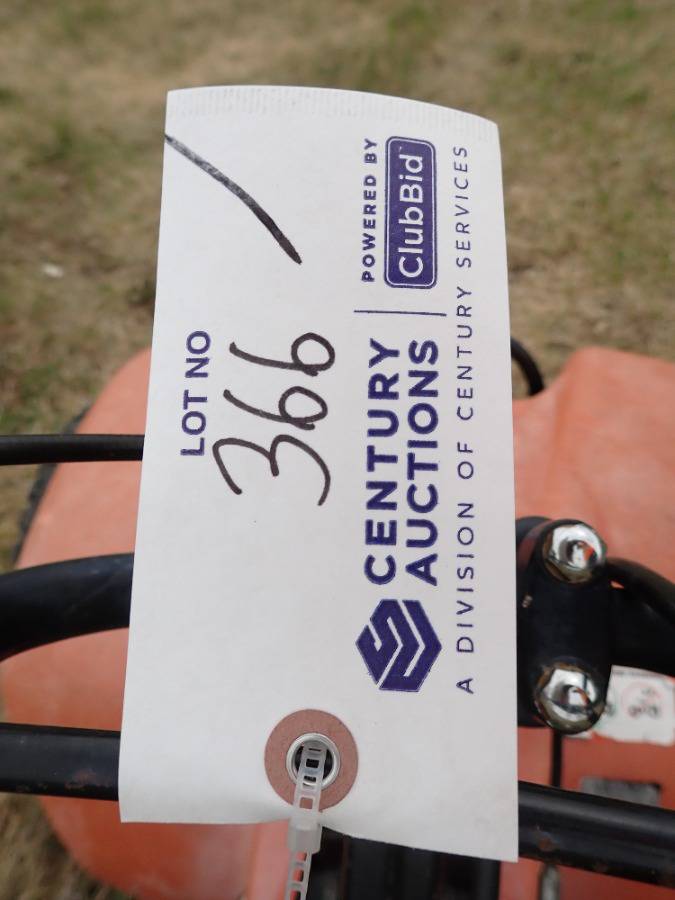 LOT NO
366
CENTURY
AUCTIONS
POWERED BY
ClubBid
A DIVISION OF CENTURY SERVICES